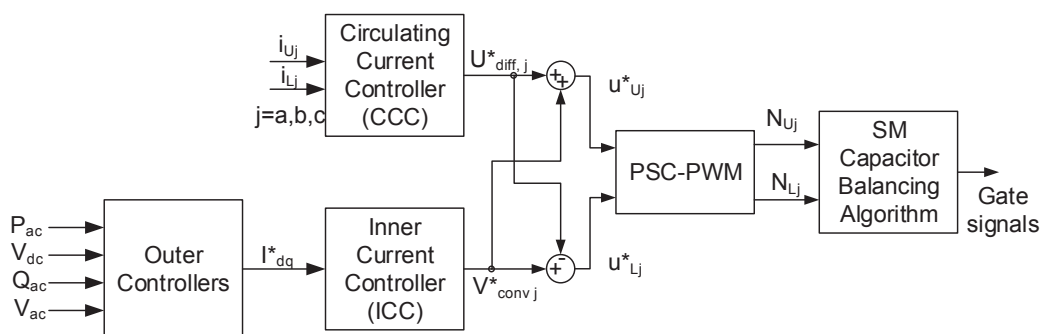 i_Uj
i_Lj
j=a,b,c
Circulating
Current
Controller
(CCC)
U*_diff, j
+
+
u*_Uj
PSC-PWM
N_Uj
N_Lj
SM
Capacitor
Balancing
Algorithm
Gate
signals
P_ac
V_dc
Q_ac
V_ac
Outer
Controllers
I*_dq
Inner
Current
Controller
(ICC)
V*_conv j
+
-
u*_Lj